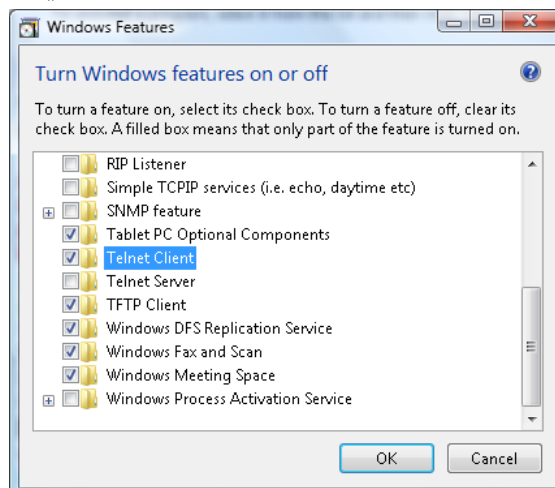 Windows Features
Turn Windows features on or off
To turn a feature on, select its check box. To turn a feature off, clear its
check box. A filled box means that only part of the feature is turned on.
RIP Listener
Simple TCPIP services (i.e. echo, daytime etc)
SNMP feature
Tablet PC Optional Components
Telnet Client
Telnet Server
TFTP Client
Windows DFS Replication Service
Windows Fax and Scan
Windows Meeting Space
Windows Process Activation Service
OK
Cancel